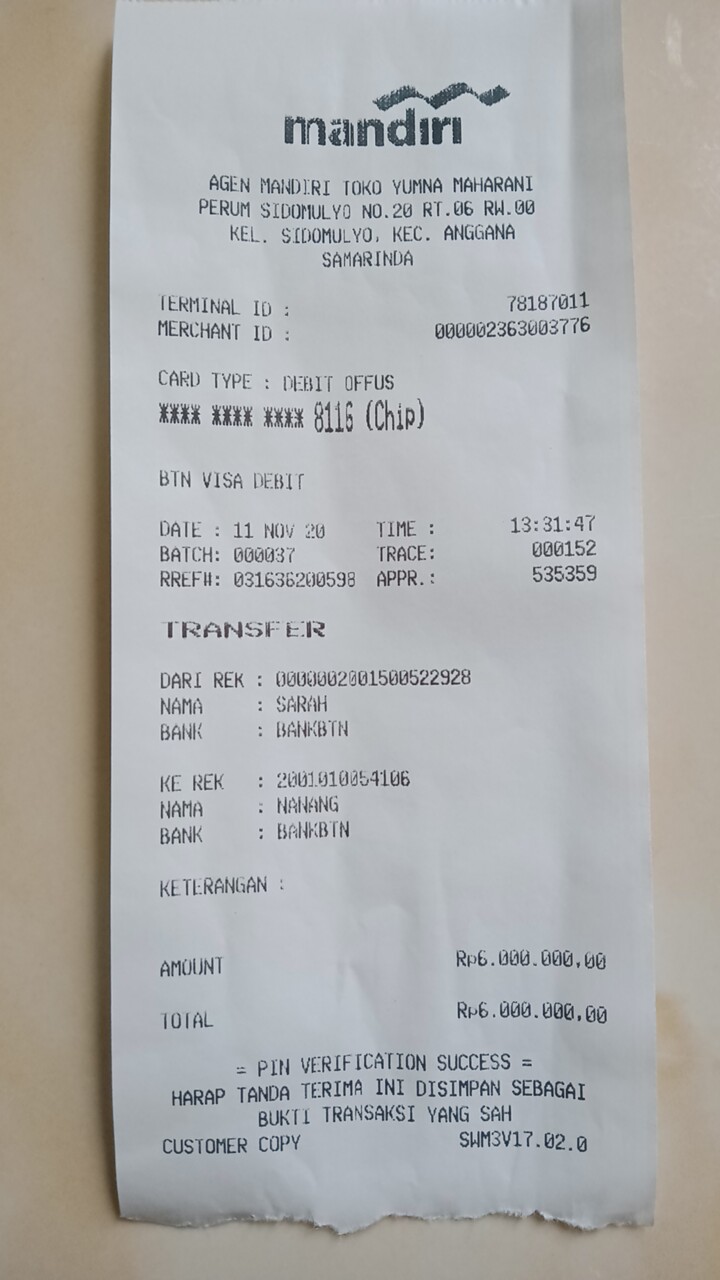 mandiri
AGEN MANDIRI TOKO YUMNA MAHARANI
PERUM SIDOMULYO NO.20 RT.06 RW.00
KEL. SIDOMULYO, KEC. ANGGANA
SAMARINDA
TERMINAL ID : 78187011
MERCHANT ID : 000002363003776
CARD TYPE : DEBIT OFFUS
**** **** **** 8116 (Chip)
BTN VISA DEBIT
DATE : 11 NOV 20 TIME : 13:31:47
BATCH: 000037 TRACE: 000152
RREF#: 031636200598 APPR.: 535359
TRANSFER
DARI REK : 0000002001500522928
NAMA : SARAH
BANK : BANKBTN
KE REK : 2001010054106
NAMA : NANANG
BANK : BANKBTN
KETERANGAN :
AMOUNT Rp6.000.000,00
TOTAL Rp6.000.000,00
= PIN VERIFICATION SUCCESS =
HARAP TANDA TERIMA INI DISIMPAN SEBAGAI
BUKTI TRANSAKSI YANG SAH
CUSTOMER COPY SWM3V17.02.0